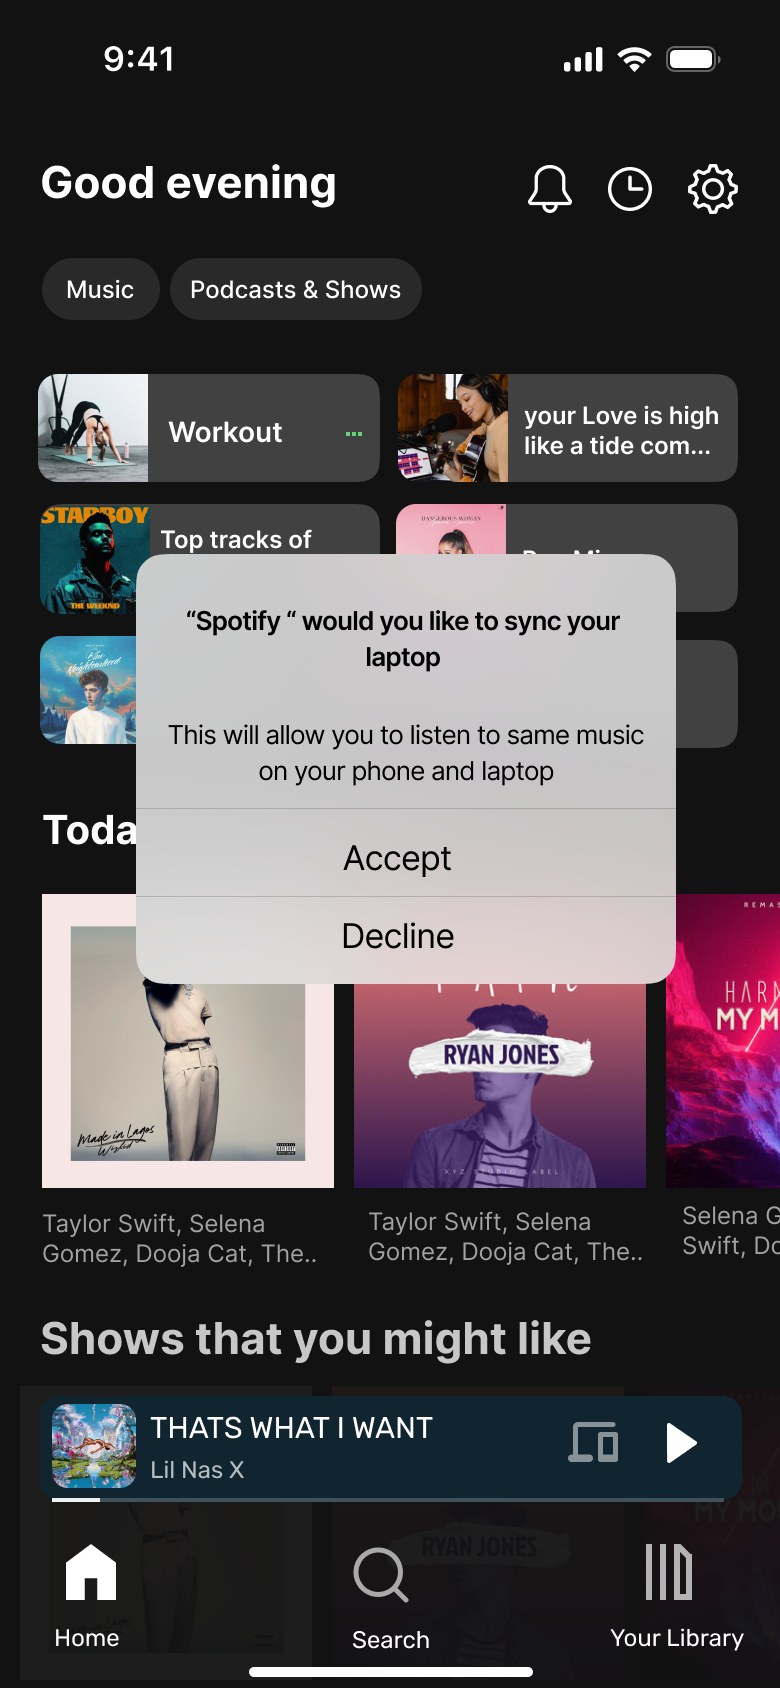 9:41
Good evening
Music
Podcasts & Shows
Workout
your Love is high
like a tide com...
STARBOY
THE WEEKND
Top tracks of
DANGEROUS WOMAN
“Spotify “ would you like to sync your
laptop
This will allow you to listen to same music
on your phone and laptop
Accept
Decline
Blue
Neighbourhood
Made in Lagos
Wizkid
RYAN JONES
XYZ STUDIO LABEL
MY
Taylor Swift, Selena
Gomez, Dooja Cat, The..
Taylor Swift, Selena
Gomez, Dooja Cat, The..
Selena G
Swift, Do
Shows that you might like
THATS WHAT I WANT
Lil Nas X
RYAN JONES
Home
Search
Your Library